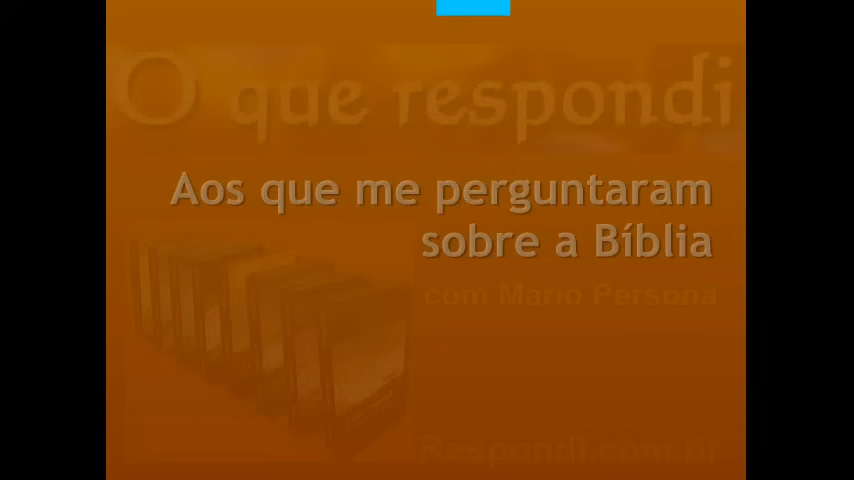 O que respondi
Aos que me perguntaram
sobre a Bíblia
com Mario Persona
Respondi.com.br